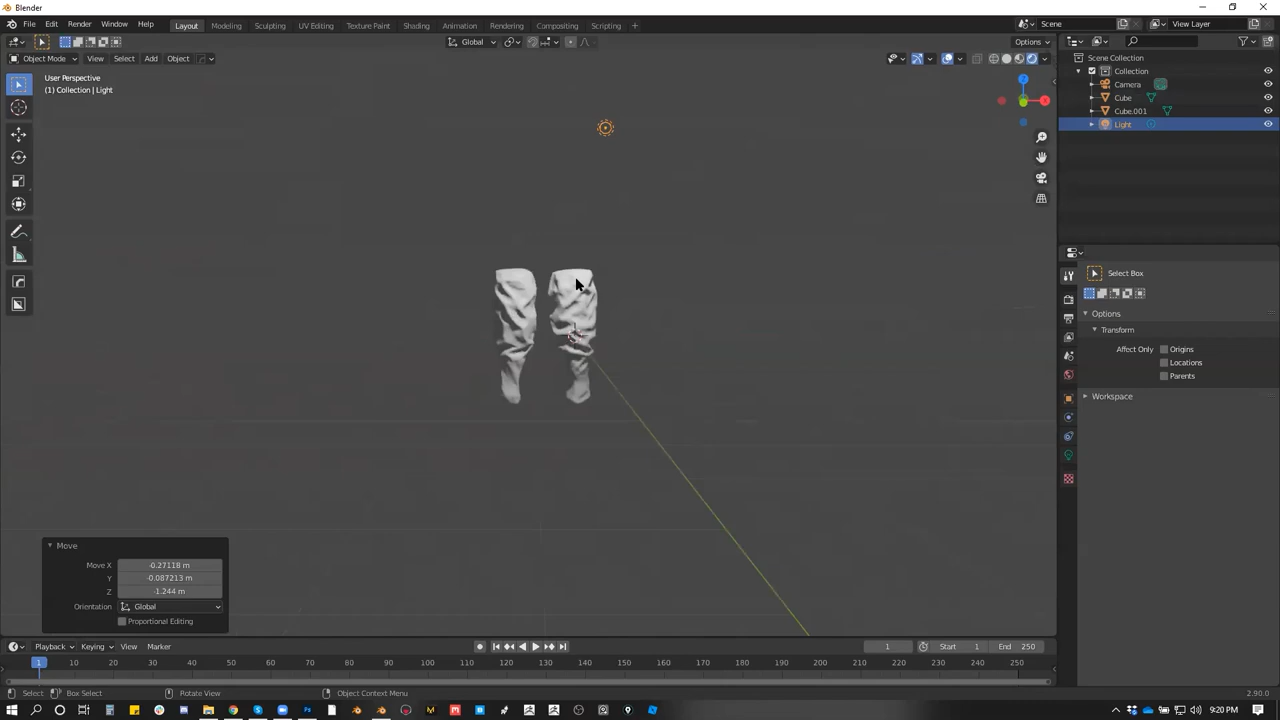 Blender
File Edit Render Window Help Layout Modeling Sculpting UV Editing Texture Paint Shading Animation Rendering Compositing Scripting + Scene View Layer
Global Options
Object Mode View Select Add Object
User Perspective
(1) Collection | Light
Scene Collection
Collection
Camera
Cube
Cube.001
Light
Z
X
Select Box
Options
Transform
Affect Only Origins
Locations
Parents
Workspace
Move
Move X -0.27118 m
Y -0.087213 m
Z -1.244 m
Orientation Global
Proportional Editing
Playback Keying View Marker 1 Start 1 End 250
1 10 20 30 40 50 60 70 80 90 100 110 120 130 140 150 160 170 180 190 200 210 220 230 240 250
Select Box Select Rotate View Object Context Menu 2.90.0
9:20 PM